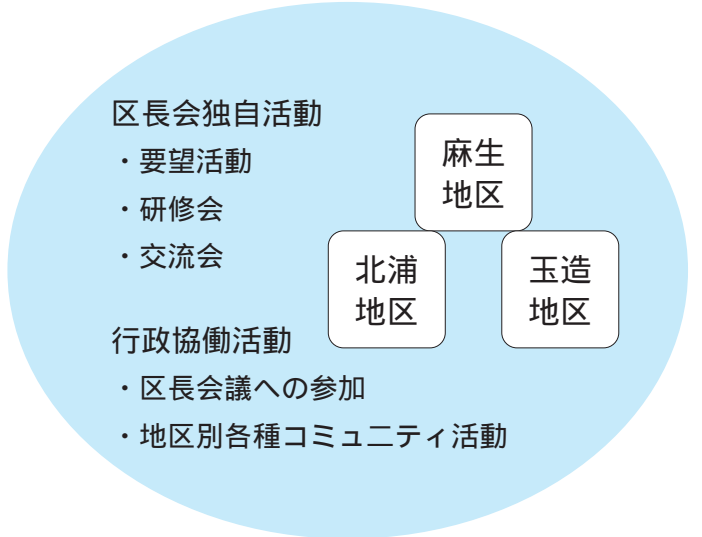 区長会独自活動
・要望活動
・研修会
・交流会
麻生
地区
北浦
地区
玉造
地区
行政協働活動
・区長会議への参加
・地区別各種コミュニティ活動